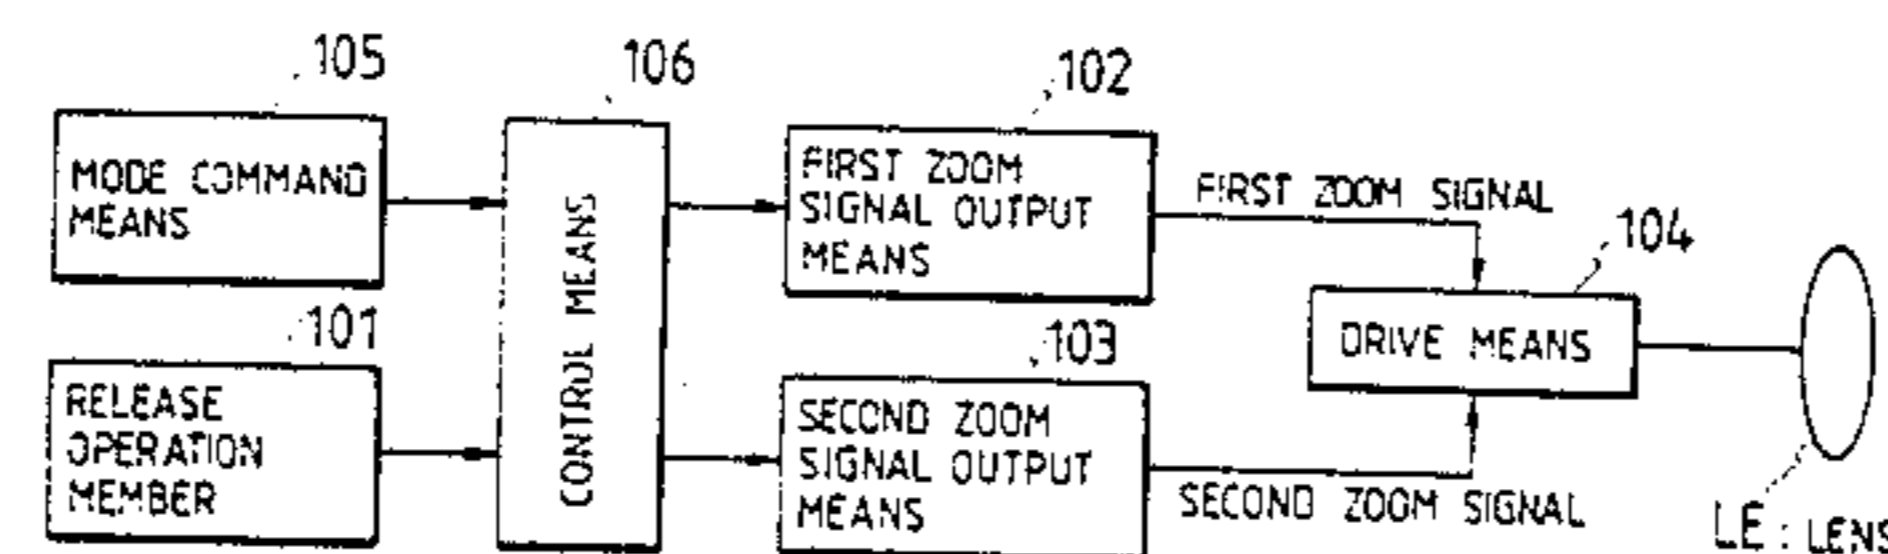 105
106
102
MODE COMMAND
MEANS
CONTROL MEANS
FIRST ZOOM
SIGNAL OUTPUT
MEANS
FIRST ZOOM SIGNAL
104
DRIVE MEANS
101
RELEASE
OPERATION
MEMBER
103
SECOND ZOOM
SIGNAL OUTPUT
MEANS
SECOND ZOOM SIGNAL
LE : LENS